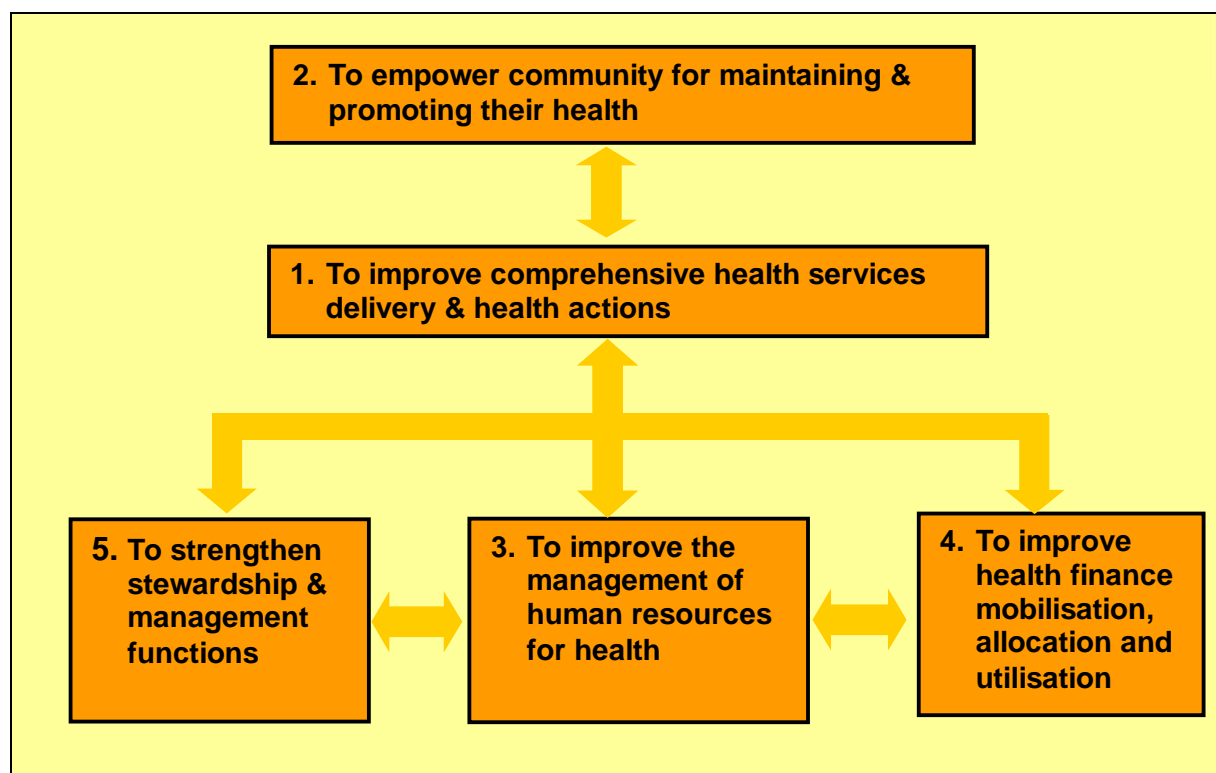 2. To empower community for maintaining &
promoting their health
1. To improve comprehensive health services
delivery & health actions
5. To strengthen
stewardship &
management
functions
3. To improve the
management of
human resources
for health
4. To improve
health finance
mobilisation,
allocation and
utilisation